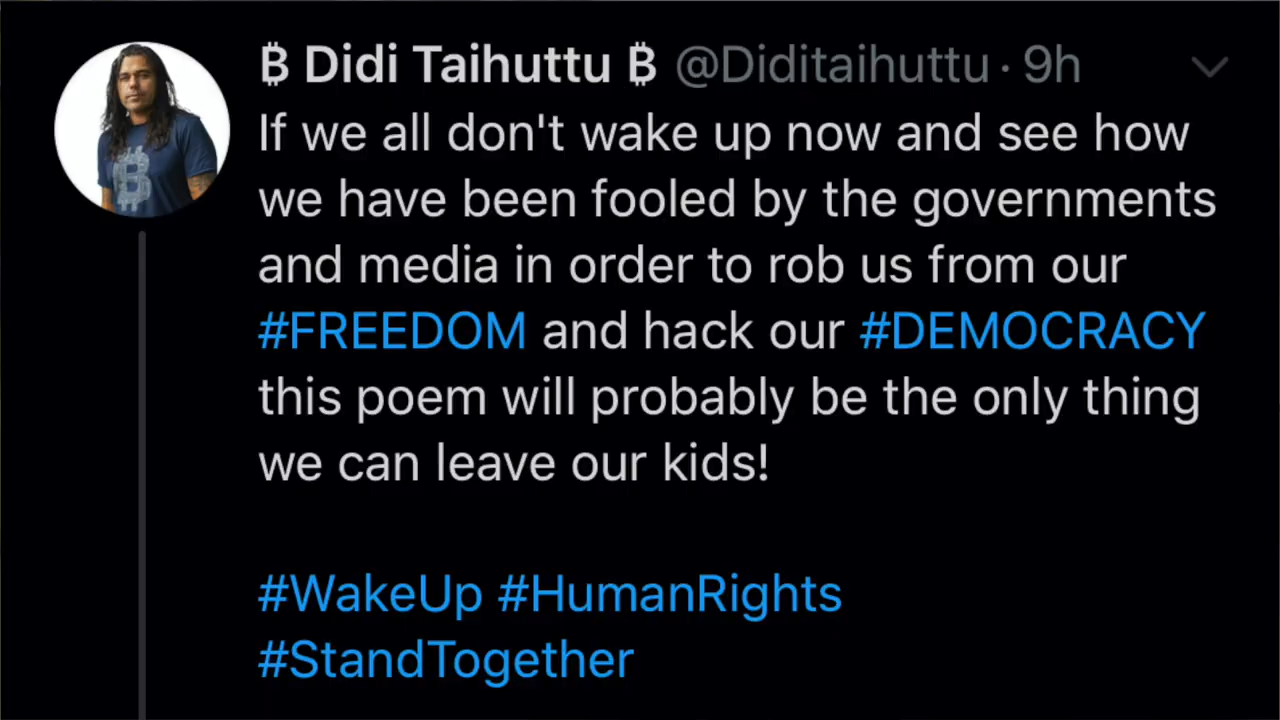 ₿ Didi Taihuttu ₿ @Diditaihuttu · 9h
If we all don't wake up now and see how
we have been fooled by the governments
and media in order to rob us from our
#FREEDOM and hack our #DEMOCRACY
this poem will probably be the only thing
we can leave our kids!
#WakeUp #HumanRights
#StandTogether